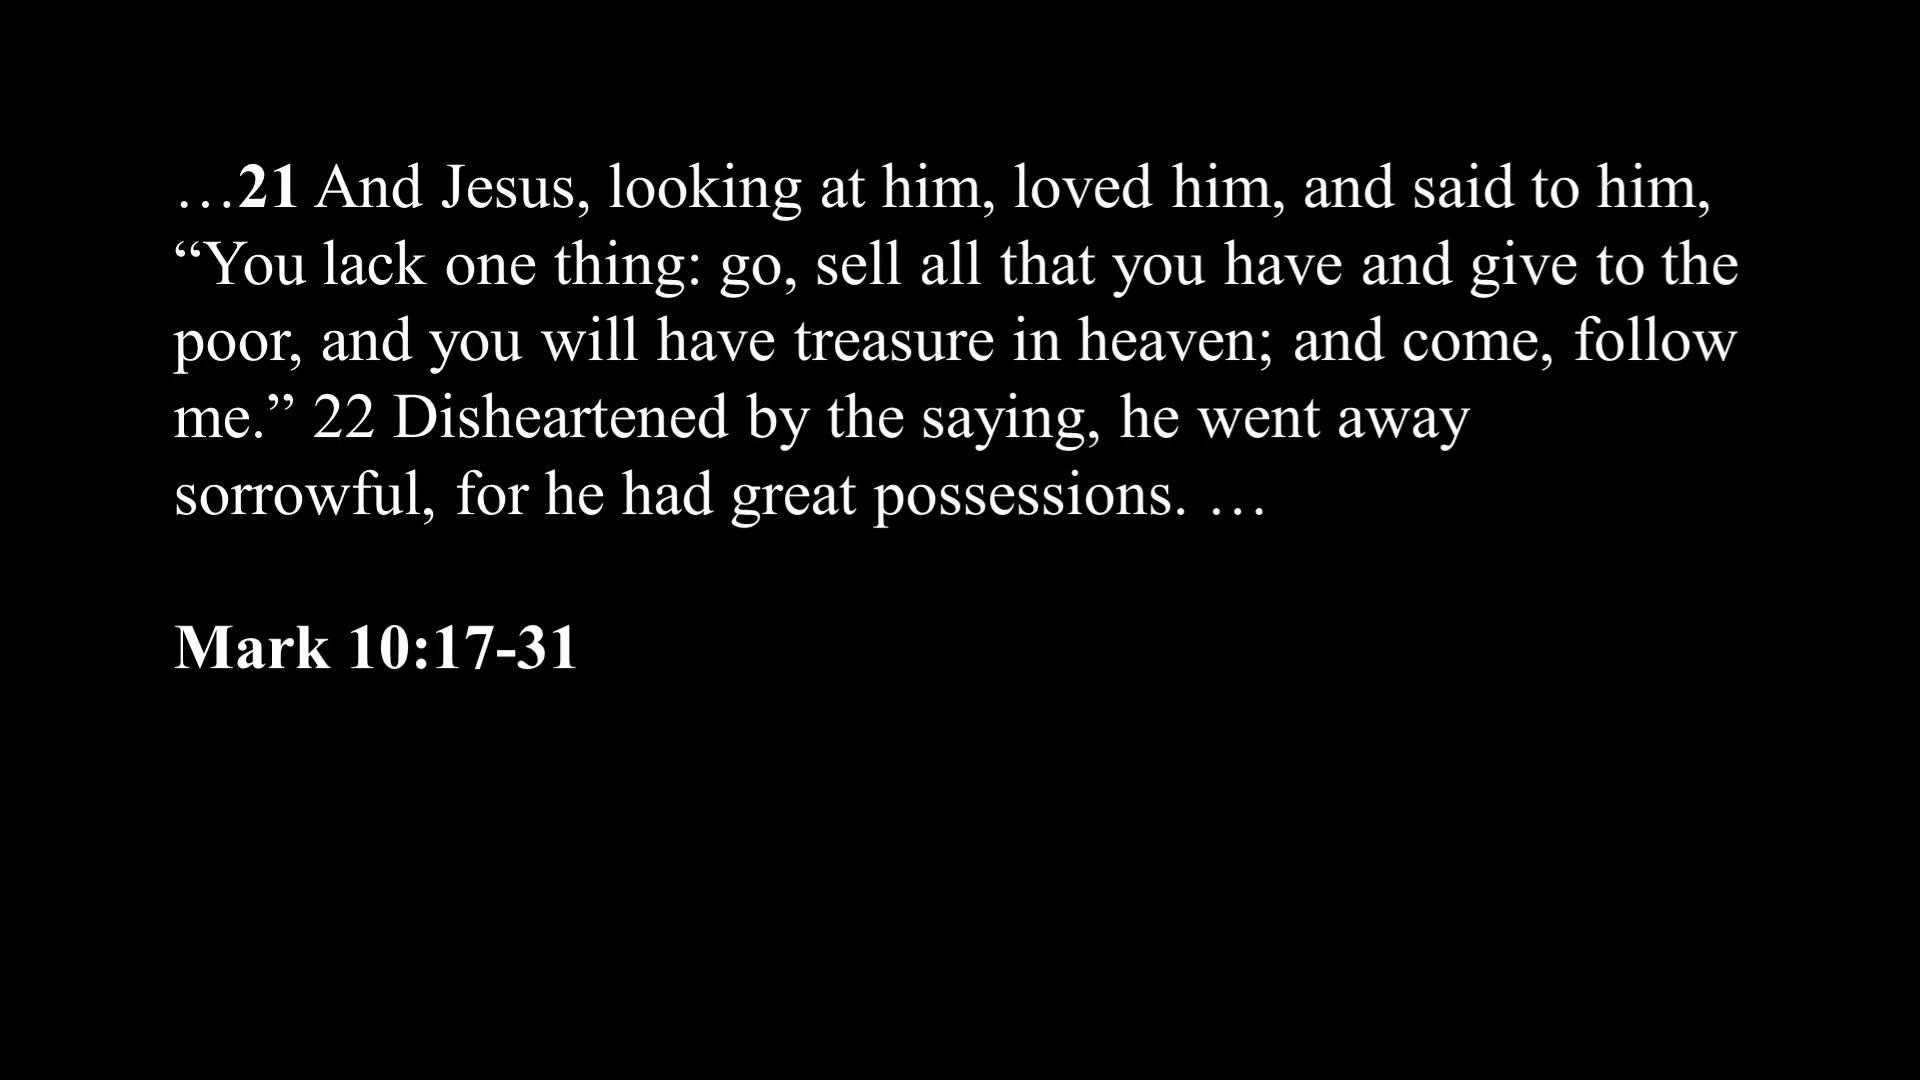 …21 And Jesus, looking at him, loved him, and said to him,
“You lack one thing: go, sell all that you have and give to the
poor, and you will have treasure in heaven; and come, follow
me.” 22 Disheartened by the saying, he went away
sorrowful, for he had great possessions. …
Mark 10:17-31